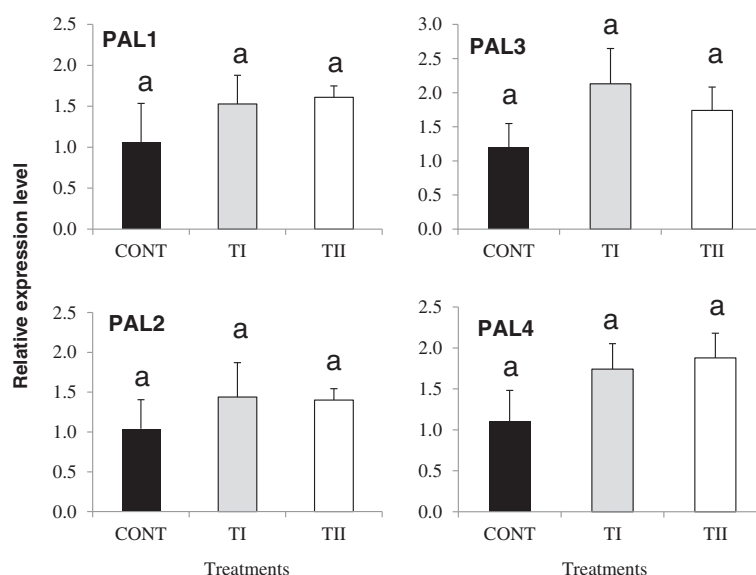 Relative expression level
PAL1
2.5
2.0
1.5
1.0
0.5
0.0
a
a
a
CONT
TI
TII
PAL3
3.0
2.5
2.0
1.5
1.0
0.5
0.0
a
a
a
CONT
TI
TII
PAL2
2.5
2.0
1.5
1.0
0.5
0.0
a
a
a
CONT
TI
TII
Treatments
PAL4
2.5
2.0
1.5
1.0
0.5
0.0
a
a
a
CONT
TI
TII
Treatments